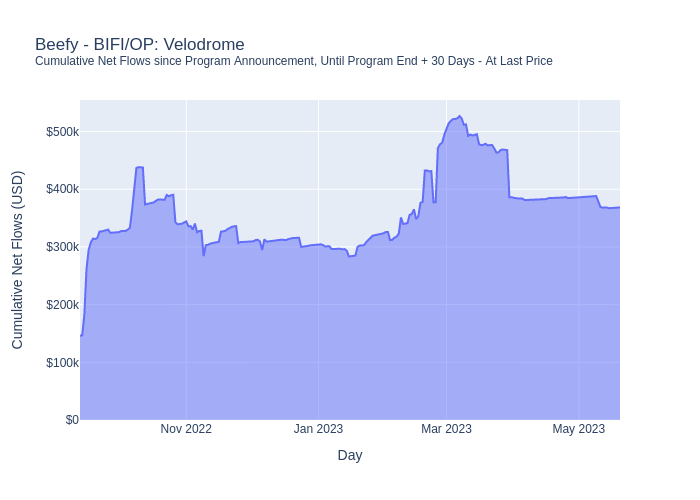 Beefy - BIFI/OP: Velodrome
Cumulative Net Flows since Program Announcement, Until Program End + 30 Days - At Last Price
Cumulative Net Flows (USD)
$500k
$400k
$300k
$200k
$100k
$0
Nov 2022
Jan 2023
Mar 2023
May 2023
Day